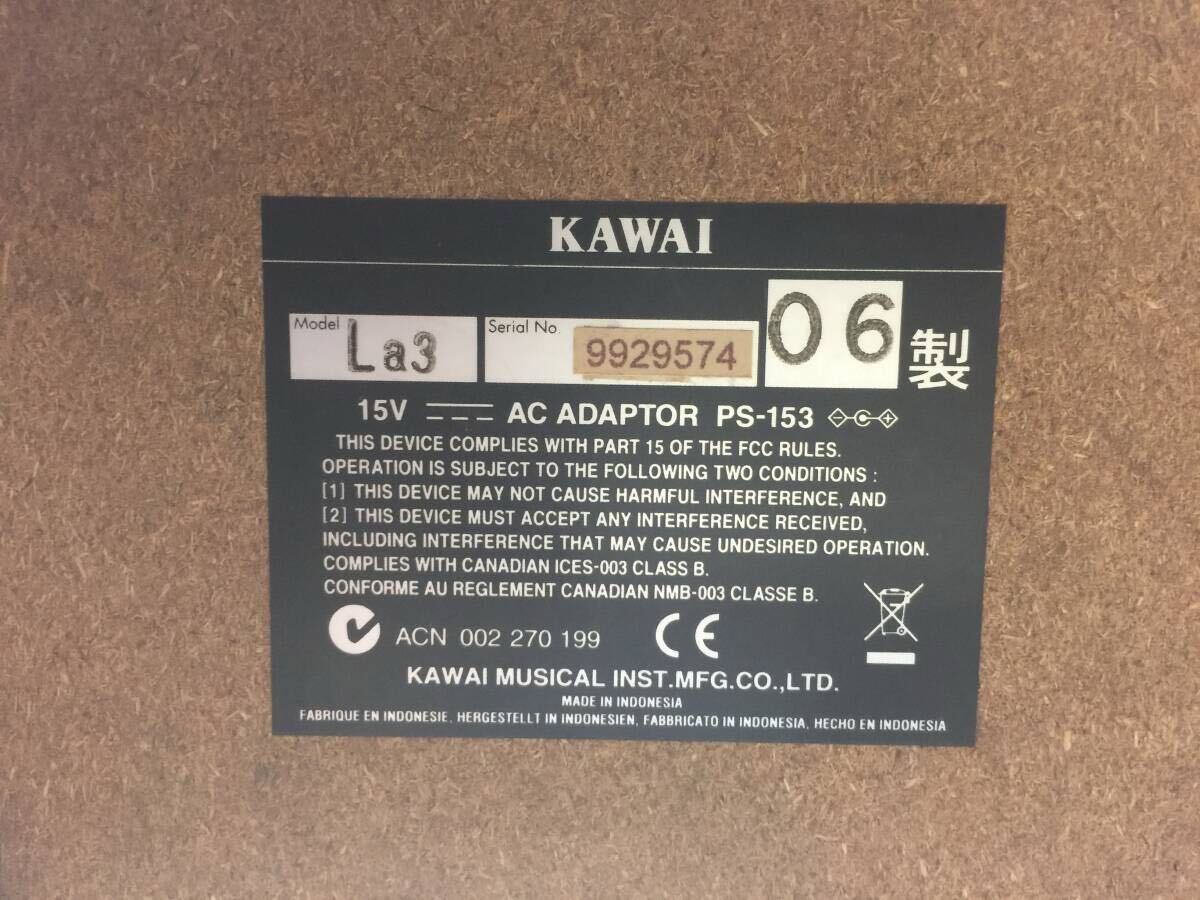 KAWAI
Model La3 Serial No. 9929574 06 製
15V AC ADAPTOR PS-153
THIS DEVICE COMPLIES WITH PART 15 OF THE FCC RULES.
OPERATION IS SUBJECT TO THE FOLLOWING TWO CONDITIONS :
[1] THIS DEVICE MAY NOT CAUSE HARMFUL INTERFERENCE, AND
[2] THIS DEVICE MUST ACCEPT ANY INTERFERENCE RECEIVED,
INCLUDING INTERFERENCE THAT MAY CAUSE UNDESIRED OPERATION.
COMPLIES WITH CANADIAN ICES-003 CLASS B.
CONFORME AU REGLEMENT CANADIAN NMB-003 CLASSE B.
ACN 002 270 199 CE
KAWAI MUSICAL INST.MFG.CO.,LTD.
MADE IN INDONESIA
FABRIQUE EN INDONESIE, HERGESTELLT IN INDONESIEN, FABBRICATO IN INDONESIA, HECHO EN INDONESIA